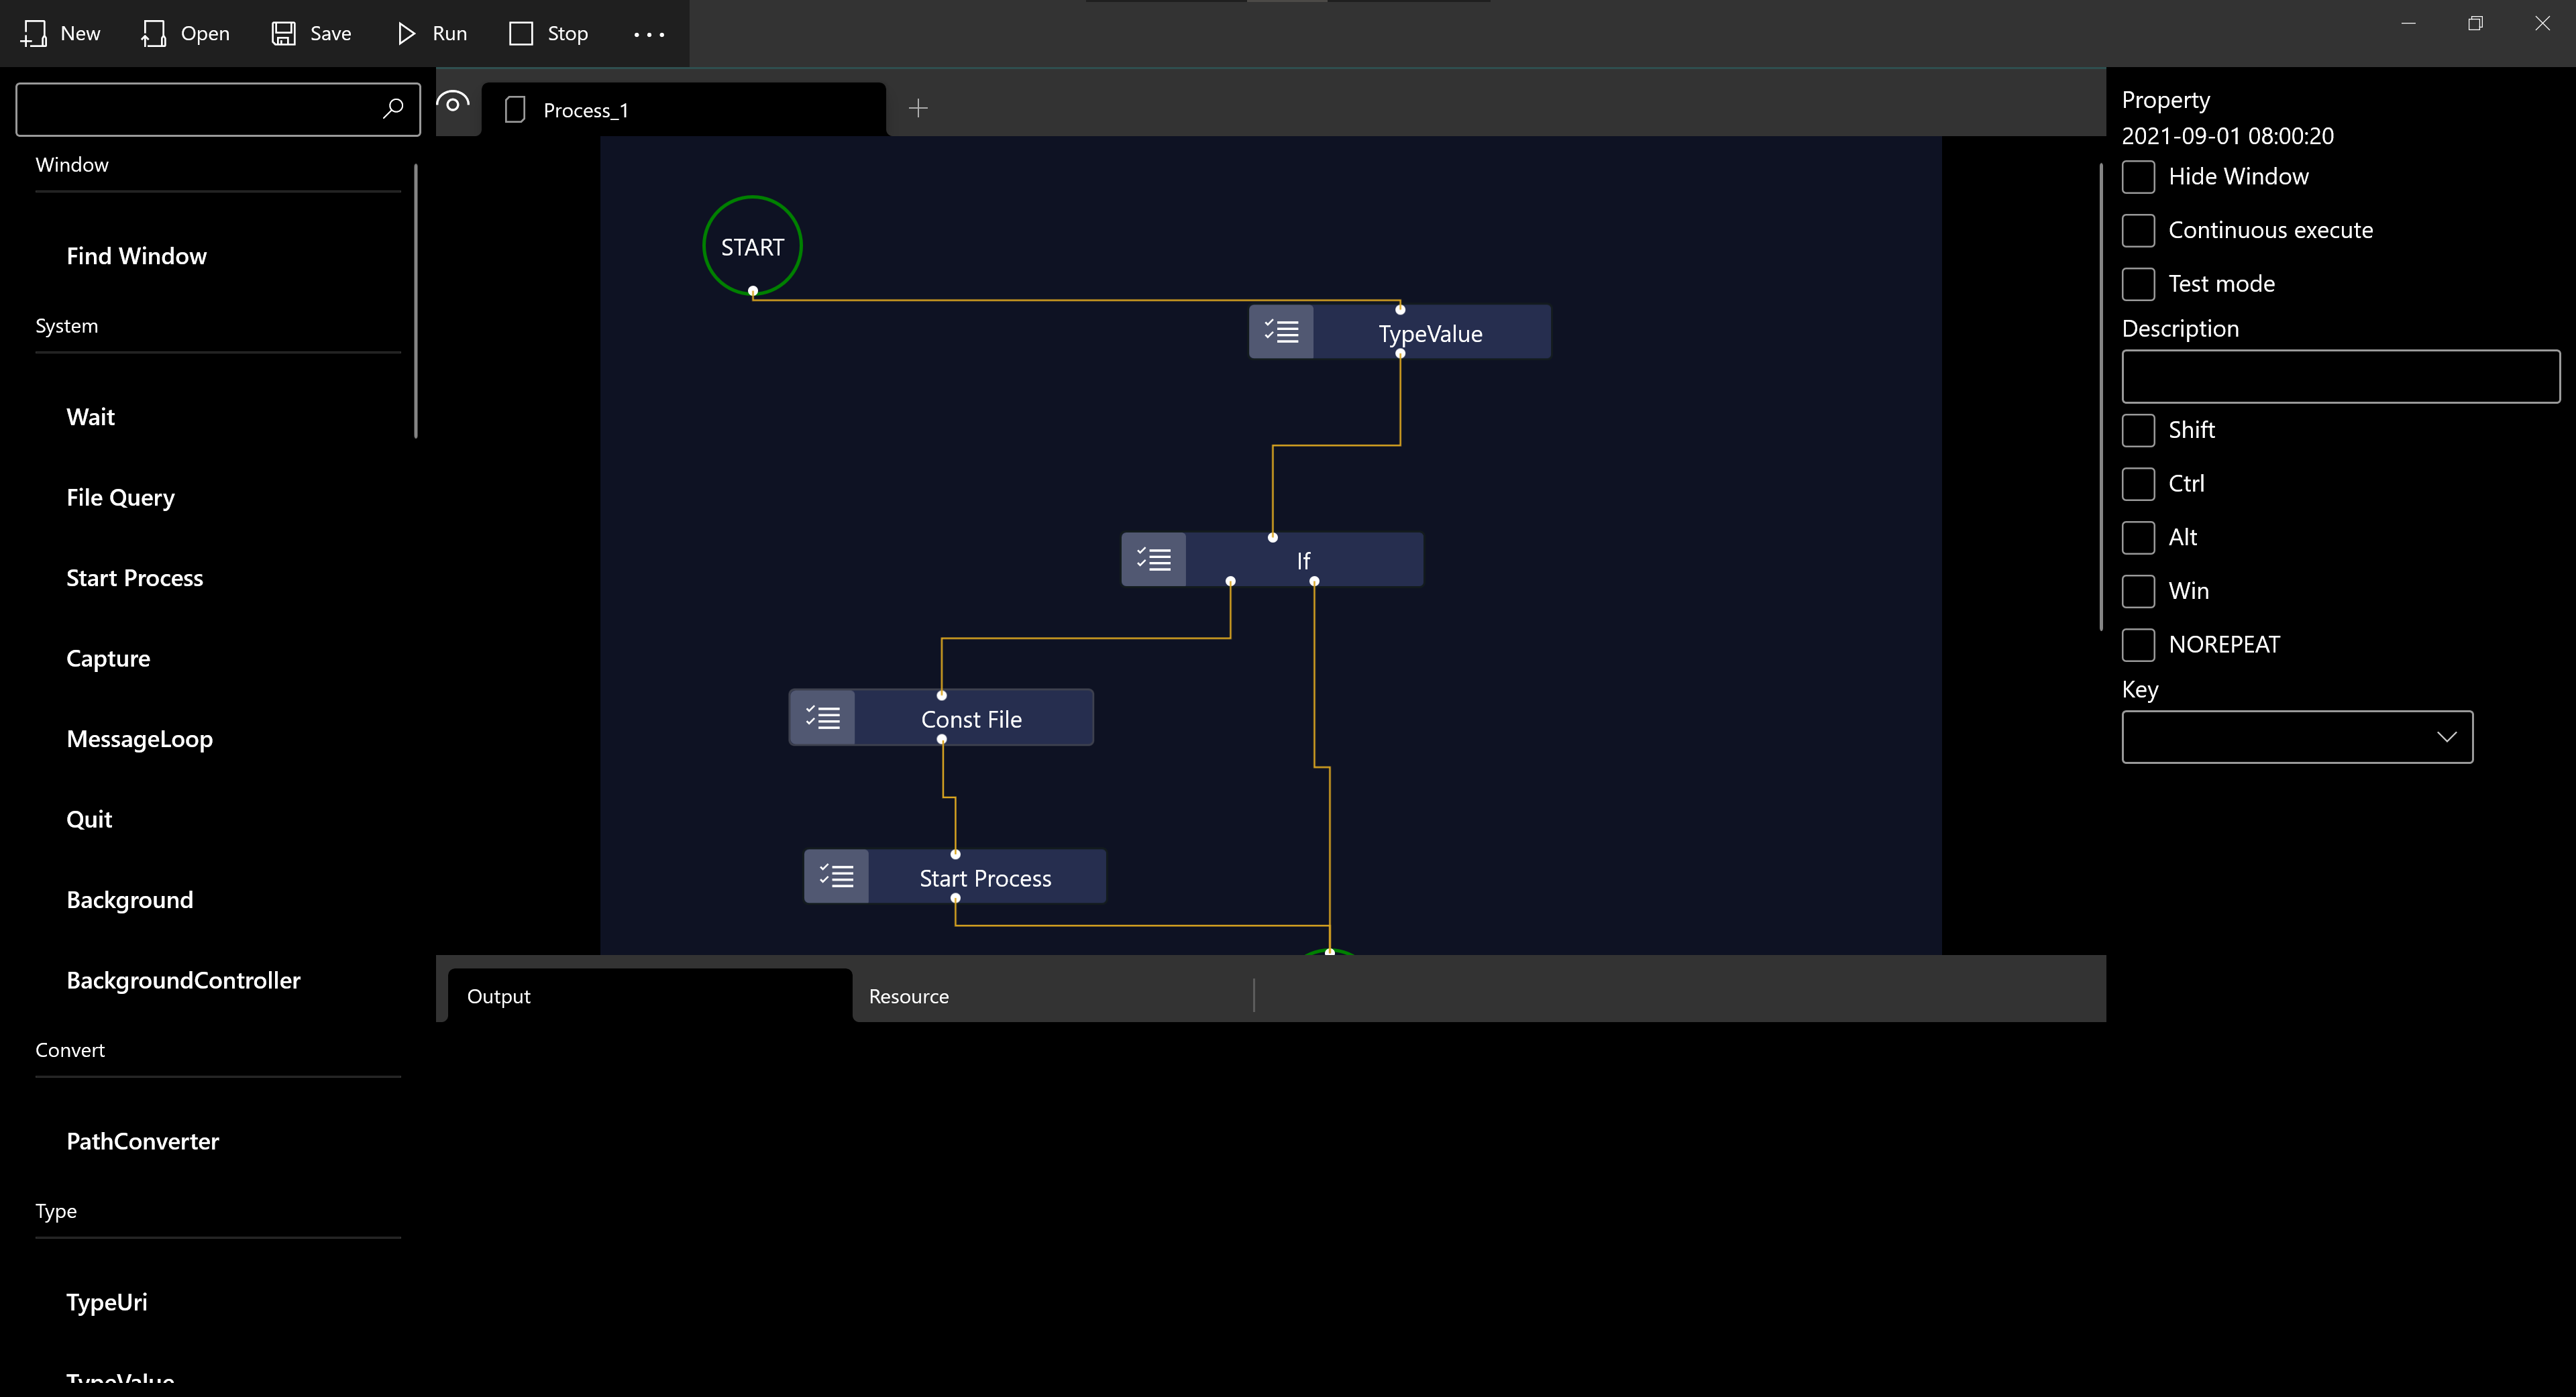 New
Open
Save
Run
Stop
Window
Find Window
System
Wait
File Query
Start Process
Capture
MessageLoop
Quit
Background
BackgroundController
Convert
PathConverter
Type
TypeUri
TypeValue
Process_1
START
TypeValue
If
Const File
Start Process
Output
Resource
Property
2021-09-01 08:00:20
Hide Window
Continuous execute
Test mode
Description
Shift
Ctrl
Alt
Win
NOREPEAT
Key